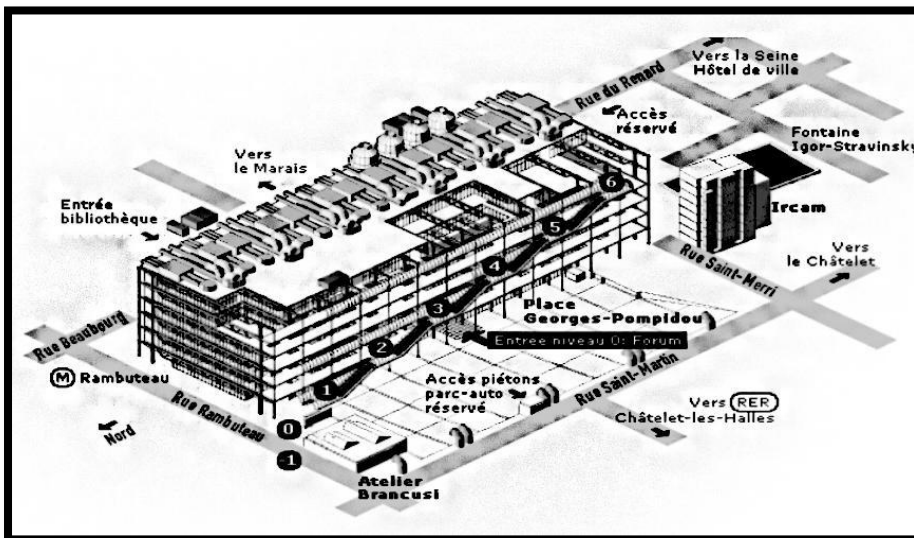 Vers la Seine
Hôtel de ville
Rue du Renard
Accès
réservé
Fontaine
Igor-Stravinsky
Vers
le Marais
Entrée
bibliothèque
6
Ircam
5
Vers
le Châtelet
Rue Saint-Merri
4
Place
Georges-Pompidou
3
Entrée niveau 0: Forum
Rue Beaubourg
2
M Rambuteau
1
Accès piétons
parc-auto
réservé
Rue Saint-Martin
Vers RER
Châtelet-les-Halles
Rue Rambuteau
Nord
0
-1
Atelier
Brancusi